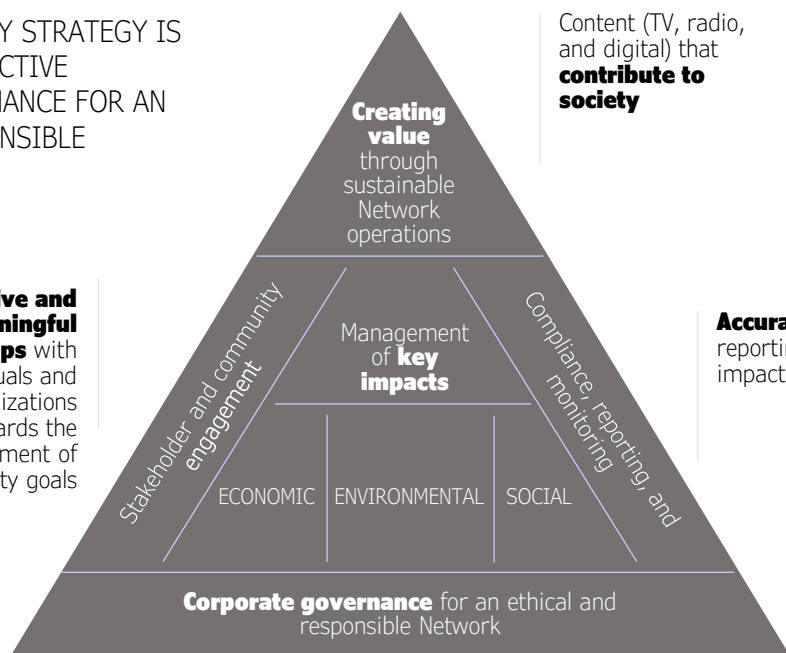 Y STRATEGY IS
CTIVE
NANCE FOR AN
NSIBLE
Content (TV, radio,
and digital) that
contribute to
society
Creating
value
through
sustainable
Network
operations
ive and
ningful
ps with
uals and
izations
ards the
ment of
ty goals
Stakeholder and community
engagement
Management
of key
impacts
Compliance, reporting, and
monitoring
Accura
reportin
impact
ECONOMIC
ENVIRONMENTAL
SOCIAL
Corporate governance for an ethical and
responsible Network